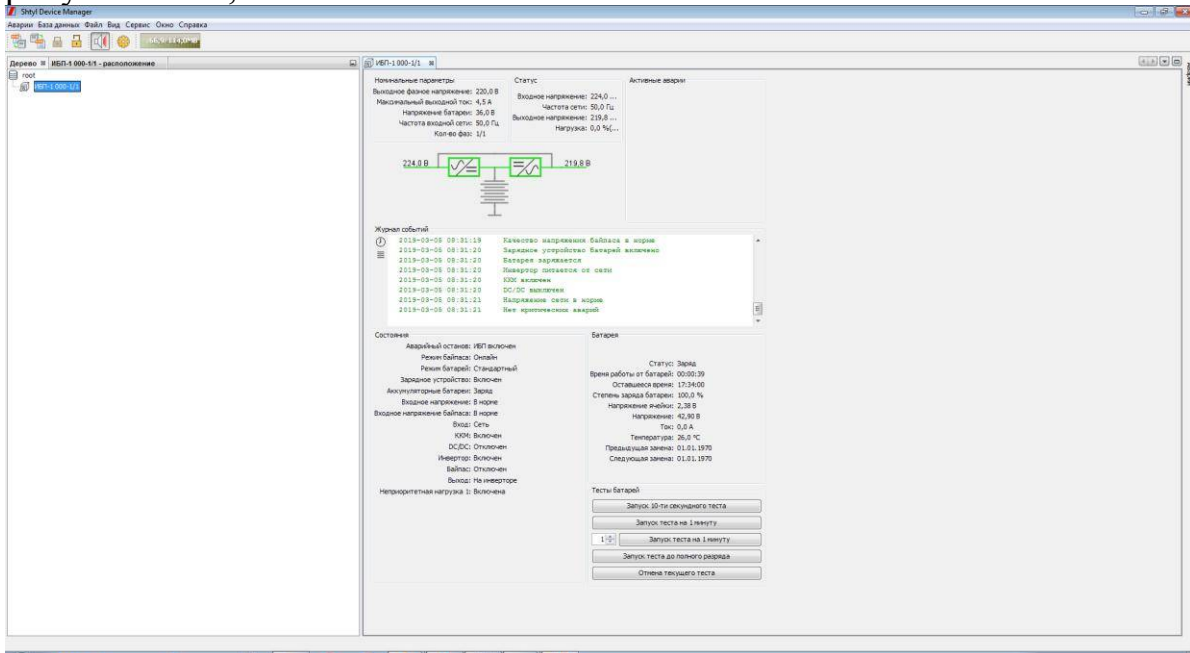 Shtyl Device Manager
Аварии База данных Файл Вид Сервис Окно Справка
Дерево ИБП-1 000-1/1 - расположение
root
ИБП-1 000-1/1
ИБП-1 000-1/1
Номинальные параметры
Выходное фазное напряжение: 220,0 В
Максимальный выходной ток: 4,5 А
Напряжение батареи: 36,0 В
Частота входной сети: 50,0 Гц
Кол-во фаз: 1/1
Статус
Входное напряжение: 224,0 ...
Частота сети: 50,0 Гц
Выходное напряжение: 219,8 ...
Нагрузка: 0,0 %(...
Активные аварии
224,0 В
219,8 В
Журнал событий
2019-03-05 08:31:19 Качество напряжения байпаса в норме
2019-03-05 08:31:20 Зарядное устройство батарей включено
2019-03-05 08:31:20 Батарея заряжается
2019-03-05 08:31:20 Инвертор питается от сети
2019-03-05 08:31:20 ККМ включен
2019-03-05 08:31:20 DC/DC выключен
2019-03-05 08:31:21 Напряжение сети в норме
2019-03-05 08:31:21 Нет критических аварий
Состояния
Аварийный останов: ИБП включен
Режим байпаса: Онлайн
Режим батарей: Стандартный
Зарядное устройство: Включен
Аккумуляторные батареи: Заряд
Входное напряжение: В норме
Входное напряжение байпаса: В норме
Вход: Сеть
ККМ: Включен
DC/DC: Отключен
Инвертор: Включен
Байпас: Отключен
Выход: На инверторе
Неприоритетная нагрузка 1: Включена
Батарея
Статус: Заряд
Время работы от батарей: 00:00:39
Оставшееся время: 17:34:00
Степень заряда батареи: 100,0 %
Напряжение ячейки: 2,38 В
Напряжение: 42,90 В
Ток: 0,0 А
Температура: 26,0 °C
Предыдущая замена: 01.01.1970
Следующая замена: 01.01.1970
Тесты батарей
Запуск 10-ти секундного теста
Запуск теста на 1 минуту
1 Запуск теста на 1 минуту
Запуск теста до полного разряда
Отмена текущего теста